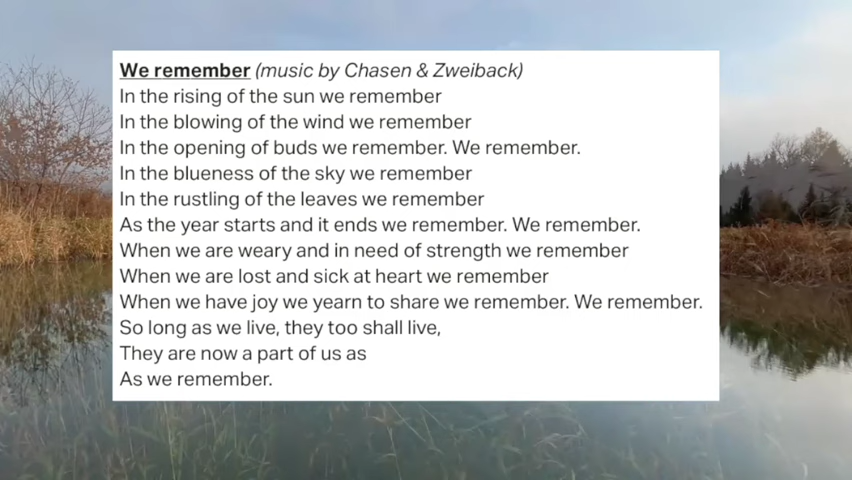 We remember (music by Chasen & Zweiback)
In the rising of the sun we remember
In the blowing of the wind we remember
In the opening of buds we remember. We remember.
In the blueness of the sky we remember
In the rustling of the leaves we remember
As the year starts and it ends we remember. We remember.
When we are weary and in need of strength we remember
When we are lost and sick at heart we remember
When we have joy we yearn to share we remember. We remember.
So long as we live, they too shall live,
They are now a part of us as
As we remember.